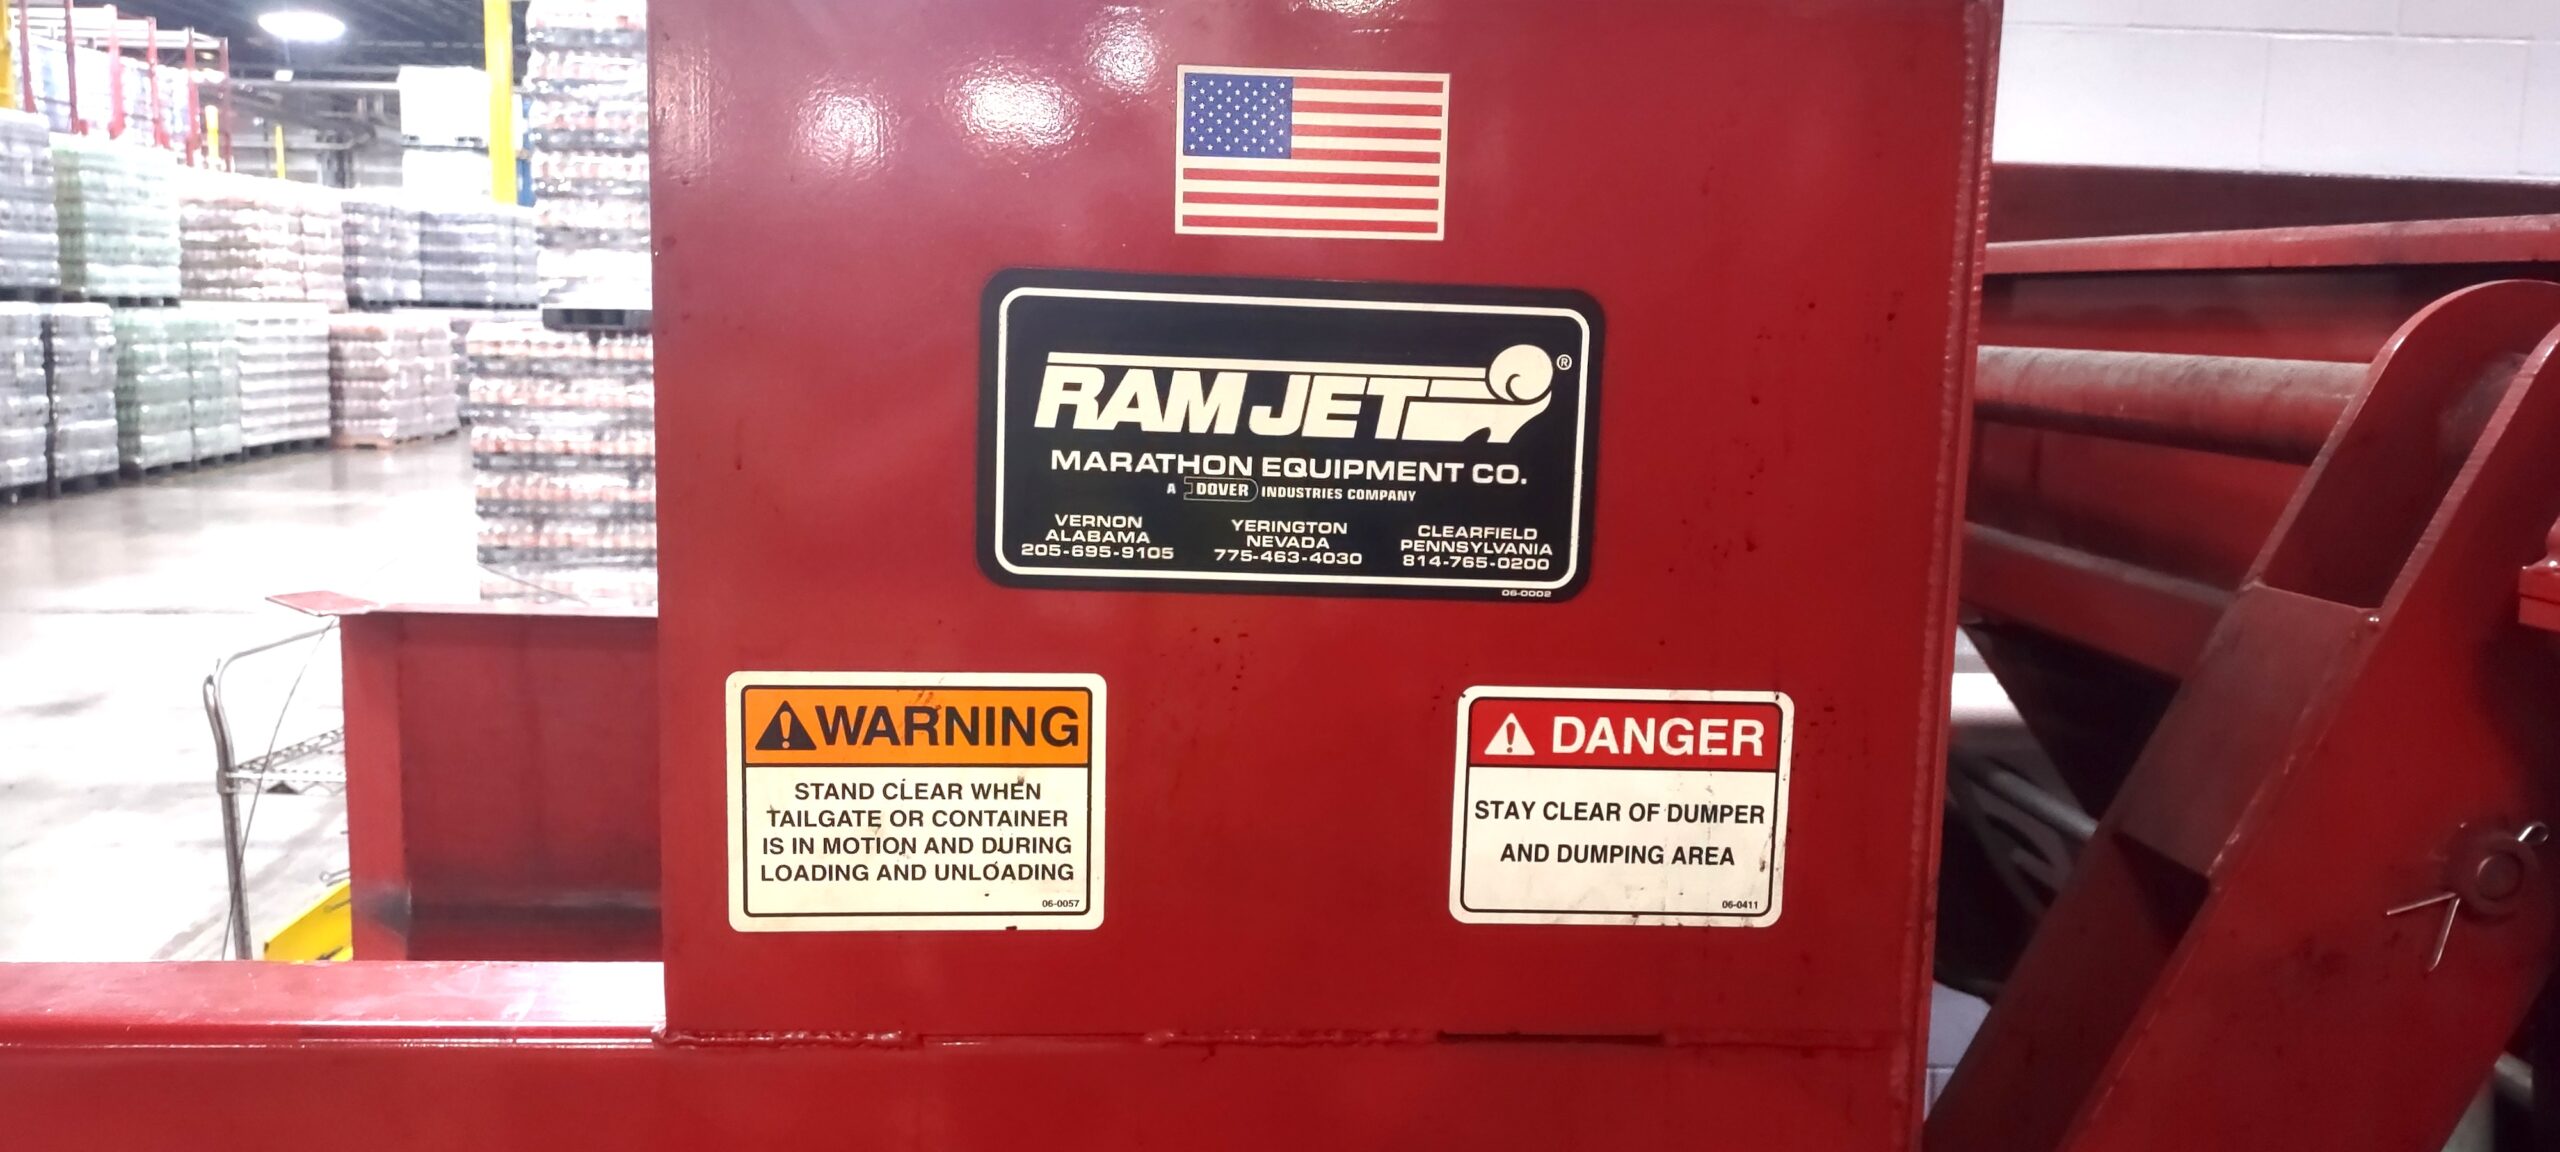 RAM JET®
MARATHON EQUIPMENT CO.
A DOVER INDUSTRIES COMPANY
VERNON
ALABAMA
205-695-9105
YERINGTON
NEVADA
775-463-4030
CLEARFIELD
PENNSYLVANIA
814-765-0200
06-0002
WARNING
STAND CLEAR WHEN
TAILGATE OR CONTAINER
IS IN MOTION AND DURING
LOADING AND UNLOADING
06-0057
DANGER
STAY CLEAR OF DUMPER
AND DUMPING AREA
06-0411